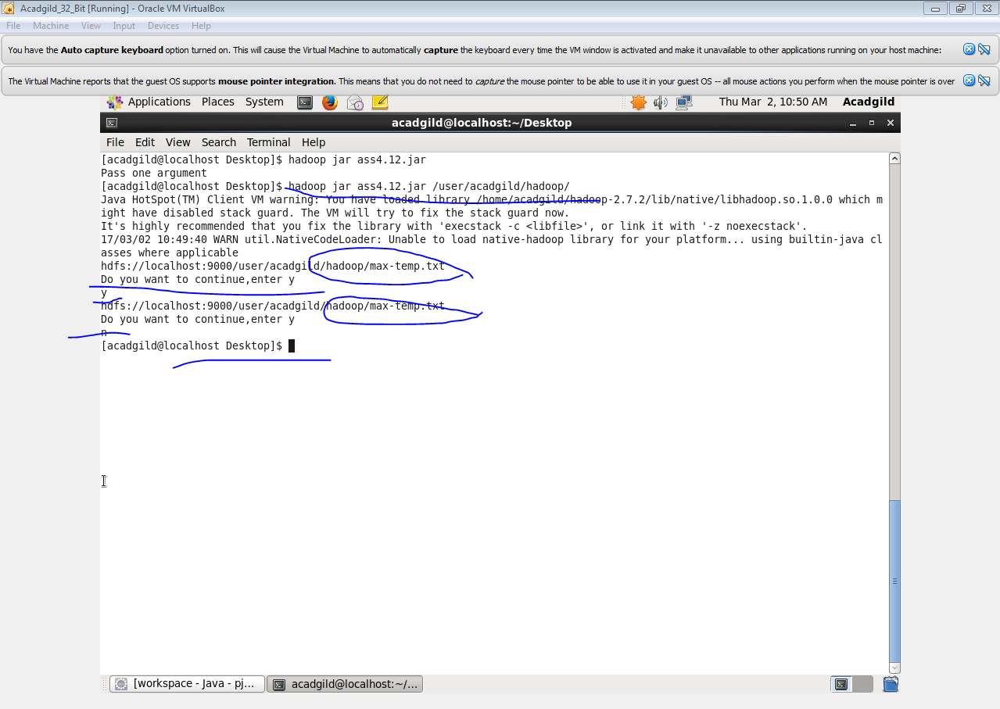 Acadgild_32_Bit [Running] - Oracle VM VirtualBox
File Machine View Input Devices Help
You have the Auto capture keyboard option turned on. This will cause the Virtual Machine to automatically capture the keyboard every time the VM window is activated and make it unavailable to other applications running on your host machine:
The Virtual Machine reports that the guest OS supports mouse pointer integration. This means that you do not need to capture the mouse pointer to be able to use it in your guest OS -- all mouse actions you perform when the mouse pointer is over
Applications Places System Thu Mar 2, 10:50 AM Acadgild
acadgild@localhost:~/Desktop
File Edit View Search Terminal Help
[acadgild@localhost Desktop]$ hadoop jar ass4.12.jar
Pass one argument
[acadgild@localhost Desktop]$ hadoop jar ass4.12.jar /user/acadgild/hadoop/
Java HotSpot(TM) Client VM warning: You have loaded library /home/acadgild/hadoop-2.7.2/lib/native/libhadoop.so.1.0.0 which m
ight have disabled stack guard. The VM will try to fix the stack guard now.
It's highly recommended that you fix the library with 'execstack -c <libfile>', or link it with '-z noexecstack'.
17/03/02 10:49:40 WARN util.NativeCodeLoader: Unable to load native-hadoop library for your platform... using builtin-java cl
asses where applicable
hdfs://localhost:9000/user/acadgild/hadoop/max-temp.txt
Do you want to continue,enter y
y
hdfs://localhost:9000/user/acadgild/hadoop/max-temp.txt
Do you want to continue,enter y
n
[acadgild@localhost Desktop]$
[workspace - Java - pj... acadgild@localhost:~/...